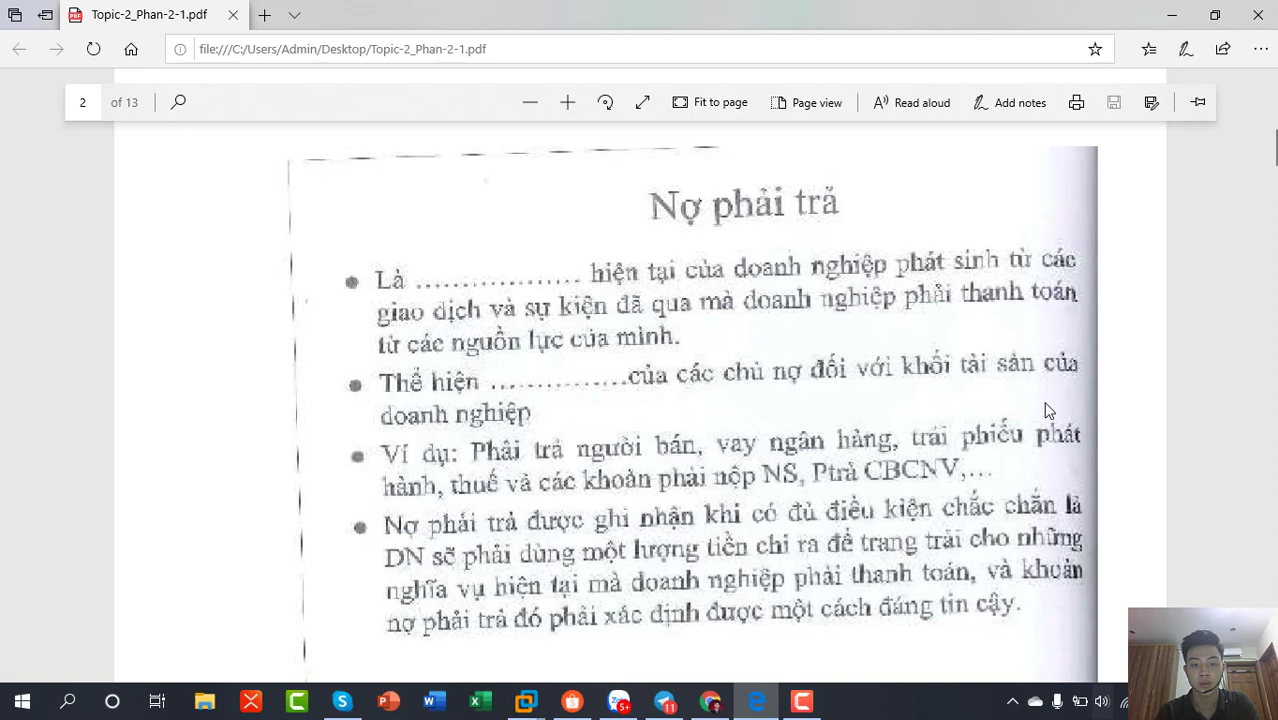 Topic-2_Phan-2-1.pdf
file:///C:/Users/Admin/Desktop/Topic-2_Phan-2-1.pdf
2 of 13 Fit to page Page view Read aloud Add notes
Nợ phải trả
Là .................. hiện tại của doanh nghiệp phát sinh từ các
giao dịch và sự kiện đã qua mà doanh nghiệp phải thanh toán
từ các nguồn lực của mình.
Thể hiện ...............của các chủ nợ đối với khối tài sản của
doanh nghiệp
Ví dụ: Phải trả người bán, vay ngân hàng, trái phiếu phát
hành, thuế và các khoản phải nộp NS, Ptrả CBCNV,...
Nợ phải trả được ghi nhận khi có đủ điều kiện chắc chắn là
DN sẽ phải dùng một lượng tiền chi ra để trang trải cho những
nghĩa vụ hiện tại mà doanh nghiệp phải thanh toán, và khoản
nợ phải trả đó phải xác định được một cách đáng tin cậy.
5+
11